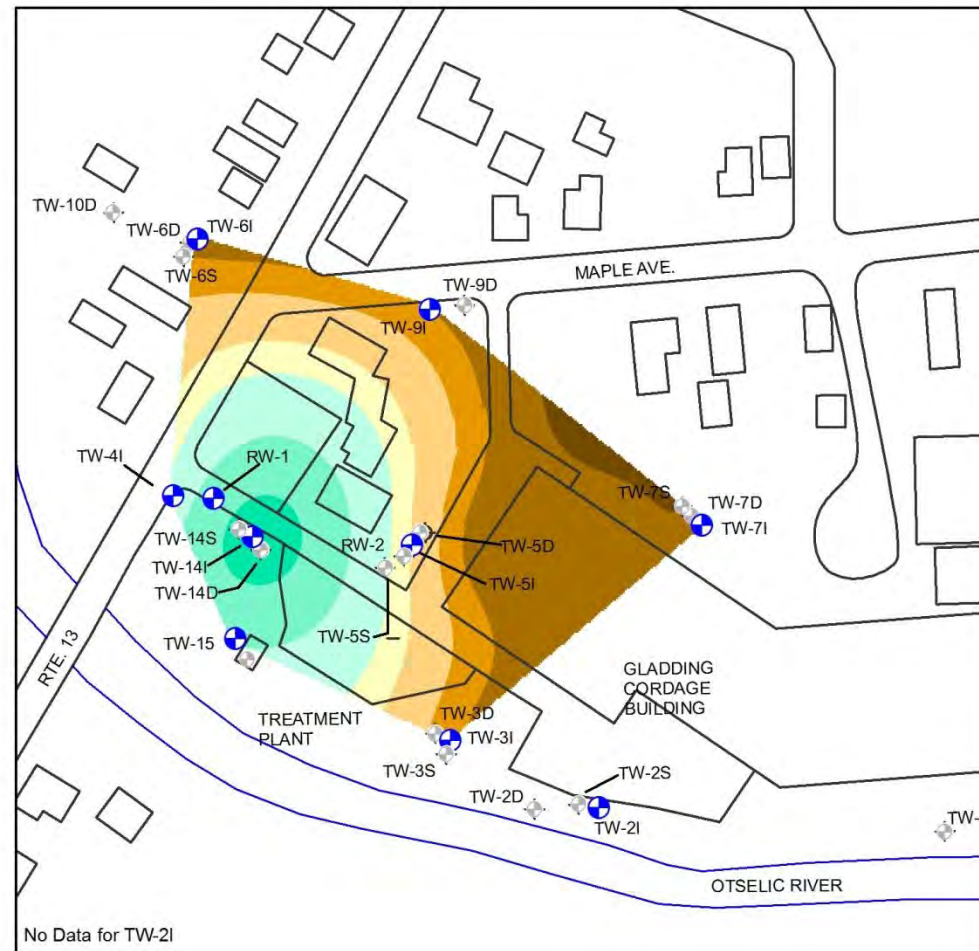 TW-10D
TW-6D
TW-6I
TW-6S
MAPLE AVE.
TW-9D
TW-9I
TW-4I
RW-1
TW-7S
TW-7D
TW-7I
TW-14S
TW-14I
TW-14D
RW-2
TW-5D
TW-5I
TW-5S
TW-15
RTE. 13
GLADDING
CORDAGE
BUILDING
TREATMENT
PLANT
TW-3D
TW-3I
TW-3S
TW-2S
TW-2D
TW-2I
TW-
OTSELIC RIVER
No Data for TW-2I